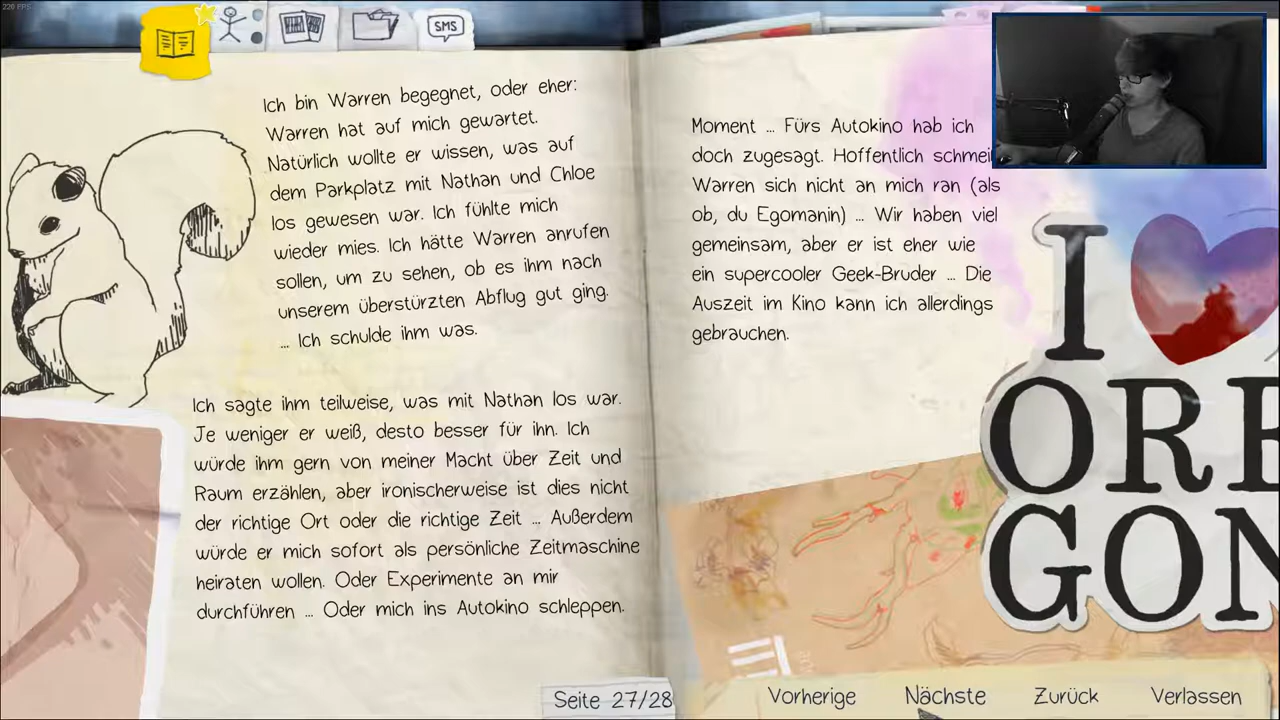 220 FPS
SMS
Ich bin Warren begegnet, oder eher:
Warren hat auf mich gewartet.
Natürlich wollte er wissen, was auf
dem Parkplatz mit Nathan und Chloe
los gewesen war. Ich fühlte mich
wieder mies. Ich hätte Warren anrufen
sollen, um zu sehen, ob es ihm nach
unserem überstürzten Abflug gut ging.
... Ich schulde ihm was.
Ich sagte ihm teilweise, was mit Nathan los war.
Je weniger er weiß, desto besser für ihn. Ich
würde ihm gern von meiner Macht über Zeit und
Raum erzählen, aber ironischerweise ist dies nicht
der richtige Ort oder die richtige Zeit ... Außerdem
würde er mich sofort als persönliche Zeitmaschine
heiraten wollen. Oder Experimente an mir
durchführen ... Oder mich ins Autokino schleppen.
Moment ... Fürs Autokino hab ich
doch zugesagt. Hoffentlich schmei
Warren sich nicht an mich ran (als
ob, du Egomanin) ... Wir haben viel
gemeinsam, aber er ist eher wie
ein supercooler Geek-Bruder ... Die
Auszeit im Kino kann ich allerdings
gebrauchen.
I
ORE
GON
Seite 27/28
Vorherige Nächste Zurück Verlassen